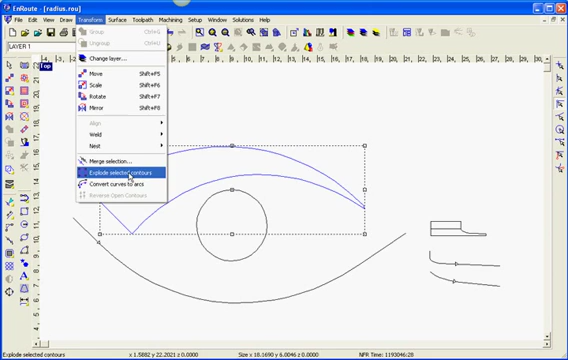 EnRoute - [radius.rou]
File Edit View Draw Transform Surface Toolpath Machining Setup Window Solutions Help
LAYER 1
Top
Group Ctrl+G
Ungroup Ctrl+U
Change layer...
Move Shift+F5
Scale Shift+F6
Rotate Shift+F7
Mirror Shift+F8
Align
Weld
Nest
Merge selection...
Explode selected contours
Convert curves to arcs
Reverse Open Contours
Explode selected contours x 1.5882 y 22.2021 z 0.0000 Size x 18.1690 y 6.0046 z 0.0000 NFR Time: 1193046:28